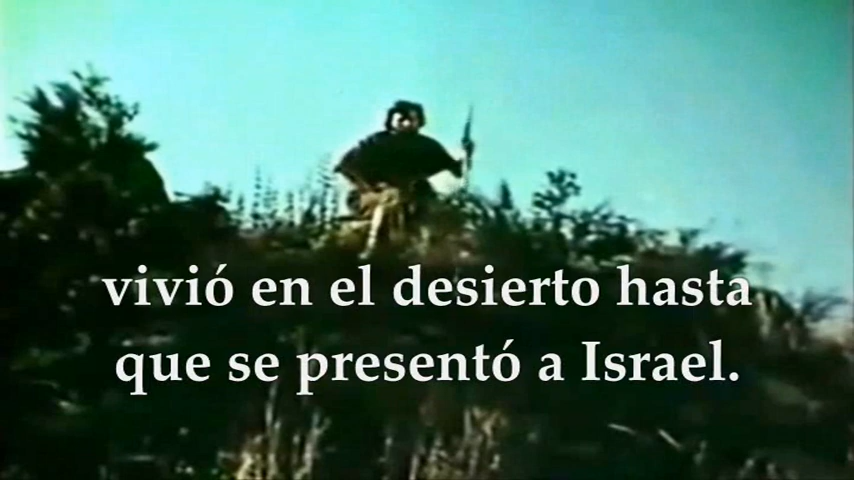 vivió en el desierto hasta
que se presentó a Israel.